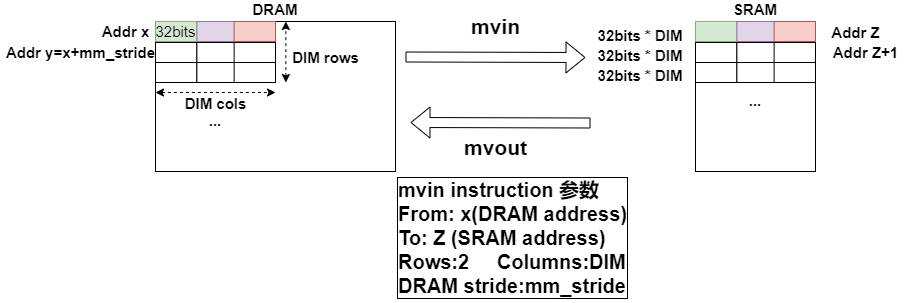 DRAM
SRAM
Addr x
32bits
Addr y=x+mm_stride
DIM rows
DIM cols
...
mvin
mvout
32bits * DIM
32bits * DIM
32bits * DIM
Addr Z
Addr Z+1
...
mvin instruction 参数
From: x(DRAM address)
To: Z (SRAM address)
Rows:2 Columns:DIM
DRAM stride:mm_stride